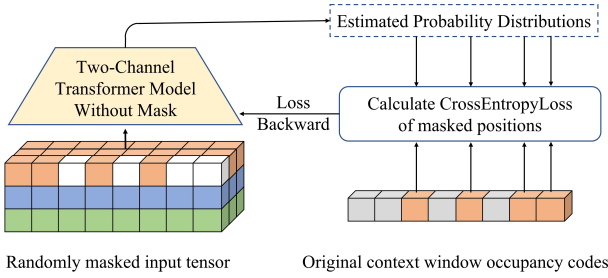 Estimated Probability Distributions
Two-Channel
Transformer Model
Without Mask
Loss
Backward
Calculate CrossEntropyLoss
of masked positions
Randomly masked input tensor
Original context window occupancy codes